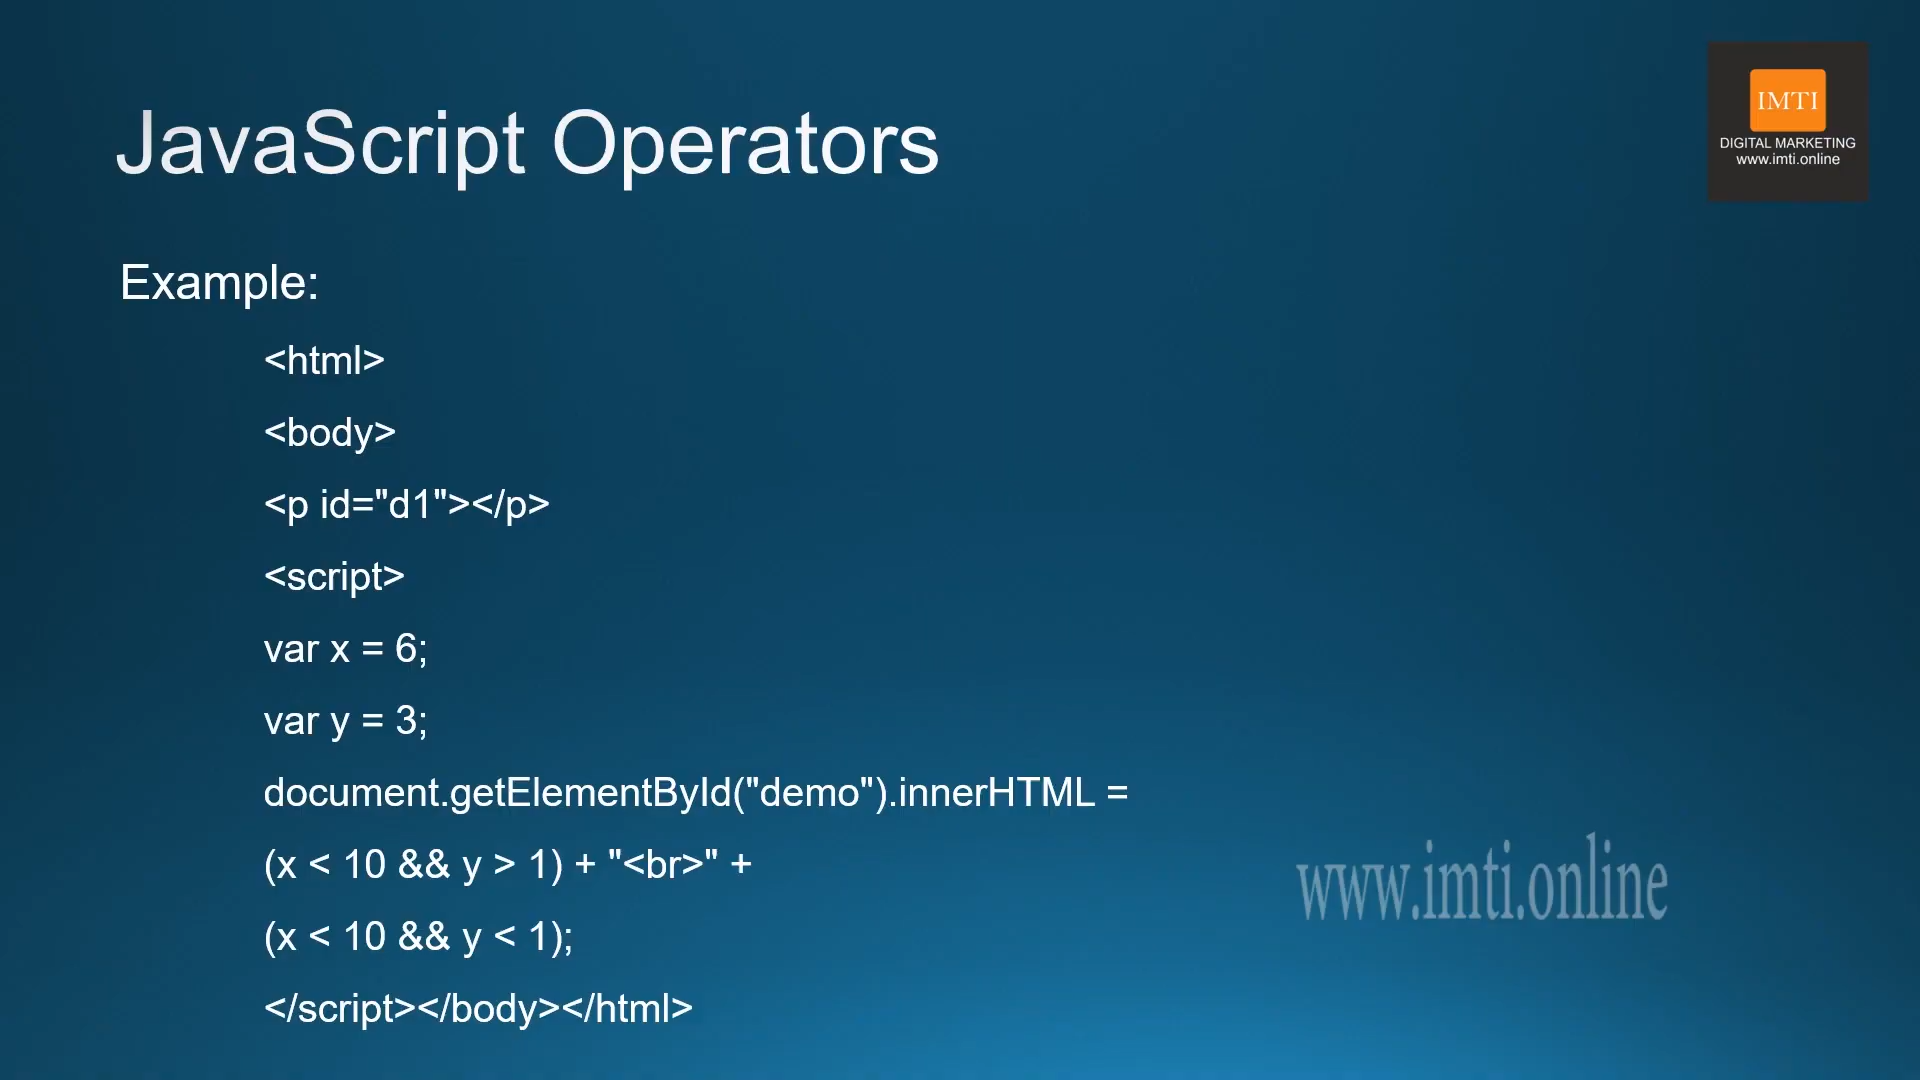 IMTI
DIGITAL MARKETING
www.imti.online
JavaScript Operators
Example:
<html>
<body>
<p id="d1"></p>
<script>
var x = 6;
var y = 3;
document.getElementById("demo").innerHTML =
(x < 10 && y > 1) + "<br>" +
(x < 10 && y < 1);
</script></body></html>
www.imti.online